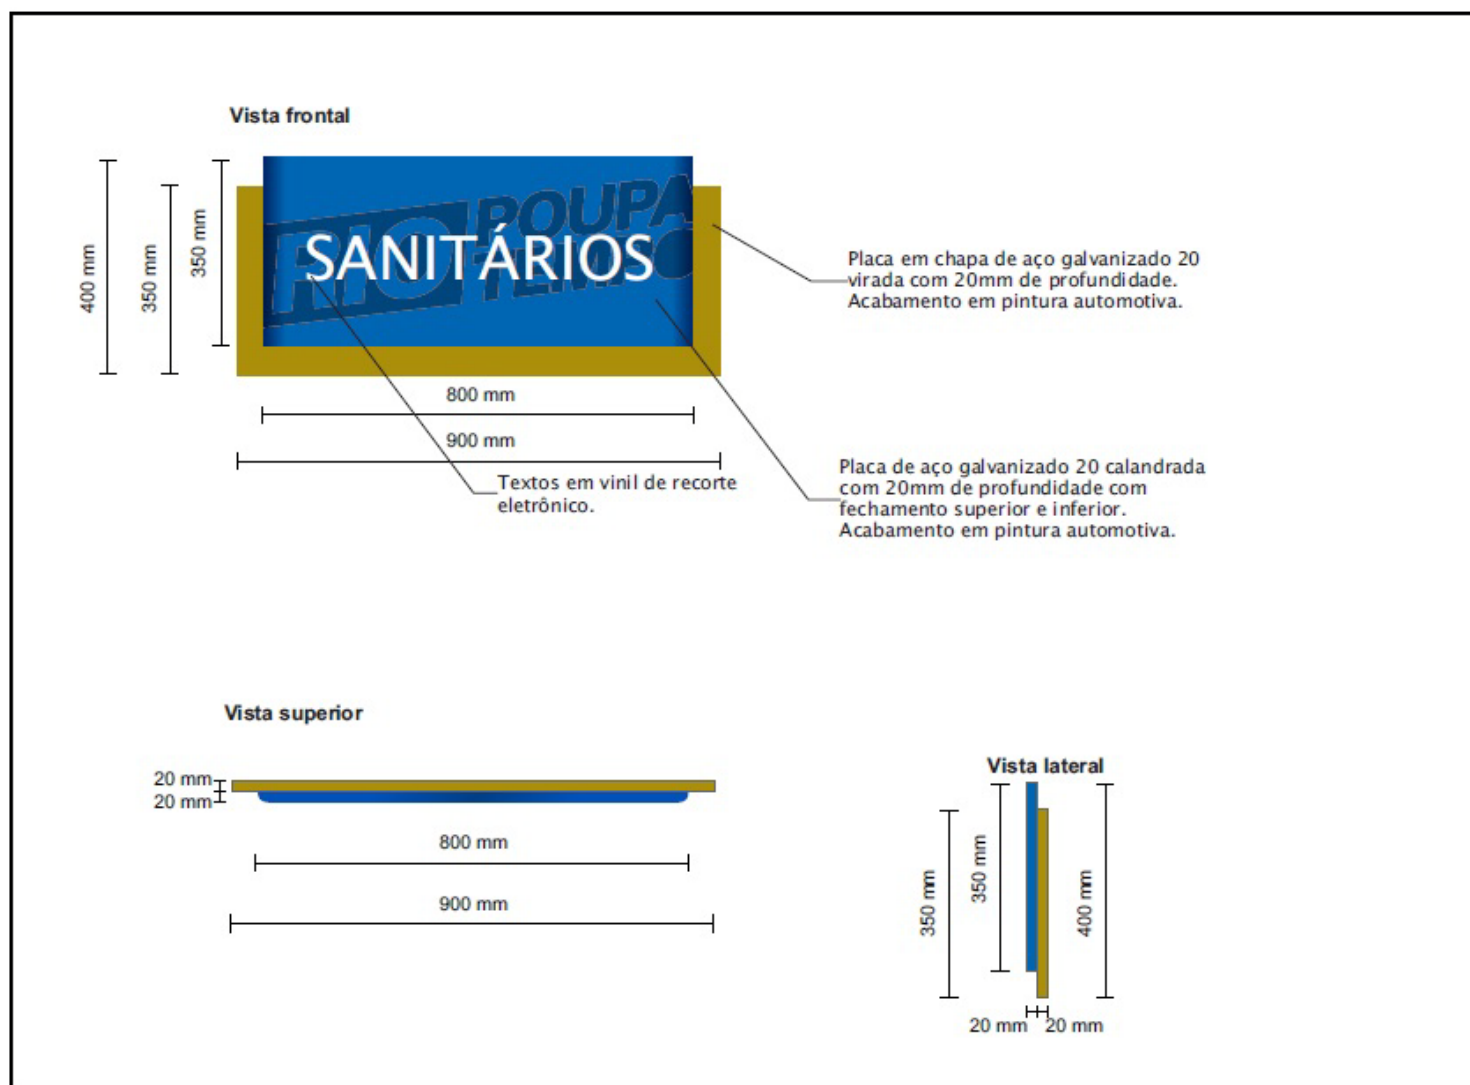 Vista frontal
400 mm
350 mm
350 mm
RIO POUPA
TEMPO
SANITÁRIOS
Placa em chapa de aço galvanizado 20
virada com 20mm de profundidade.
Acabamento em pintura automotiva.
800 mm
900 mm
Textos em vinil de recorte
eletrônico.
Placa de aço galvanizado 20 calandrada
com 20mm de profundidade com
fechamento superior e inferior.
Acabamento em pintura automotiva.
Vista superior
20 mm
20 mm
800 mm
900 mm
Vista lateral
350 mm
350 mm
400 mm
20 mm 20 mm